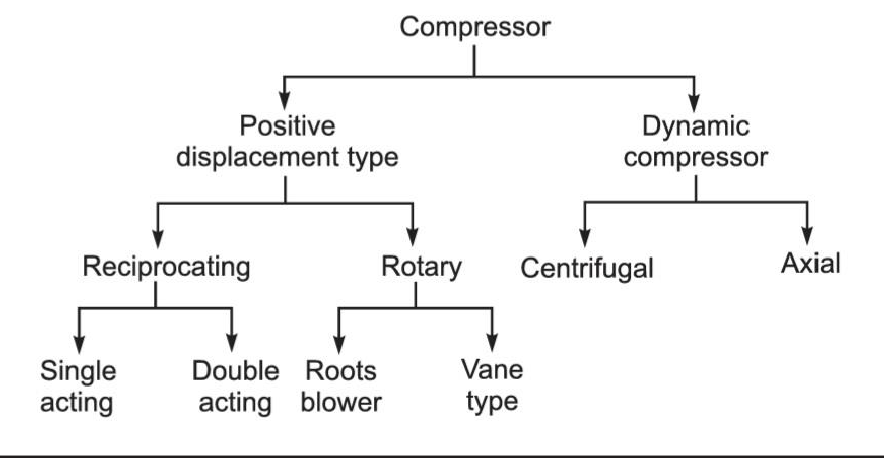 Compressor
Positive
displacement type
Dynamic
compressor
Reciprocating
Rotary
Centrifugal
Axial
Single
acting
Double
acting
Roots
blower
Vane
type